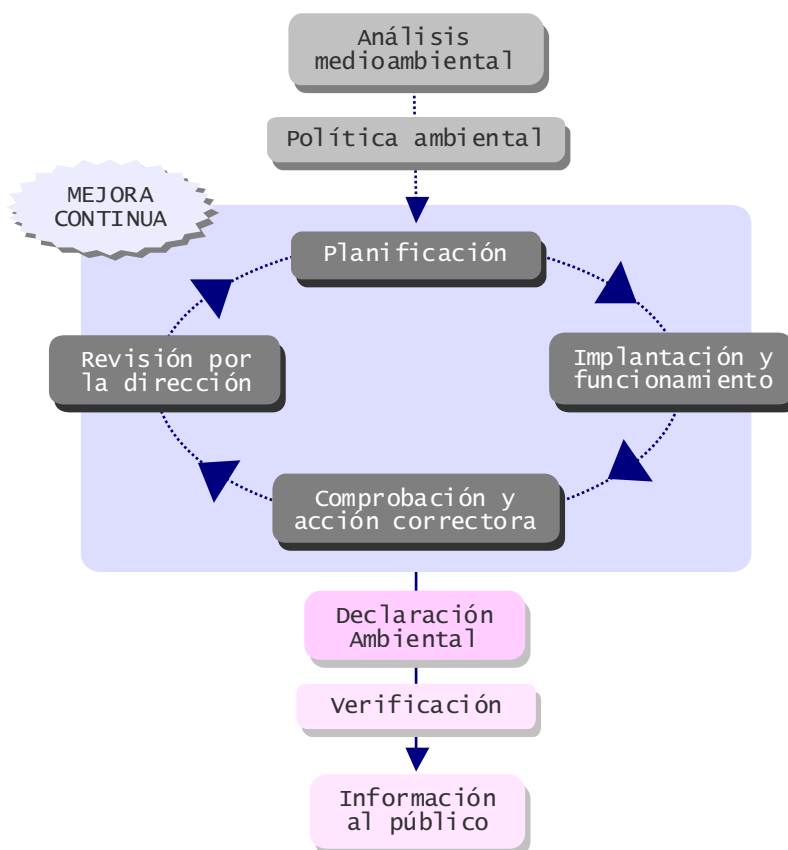 Análisis
medioambiental
Política ambiental
MEJORA
CONTINUA
Planificación
Revisión por
la dirección
Implantación y
funcionamiento
Comprobación y
acción correctora
Declaración
Ambiental
Verificación
Información
al público